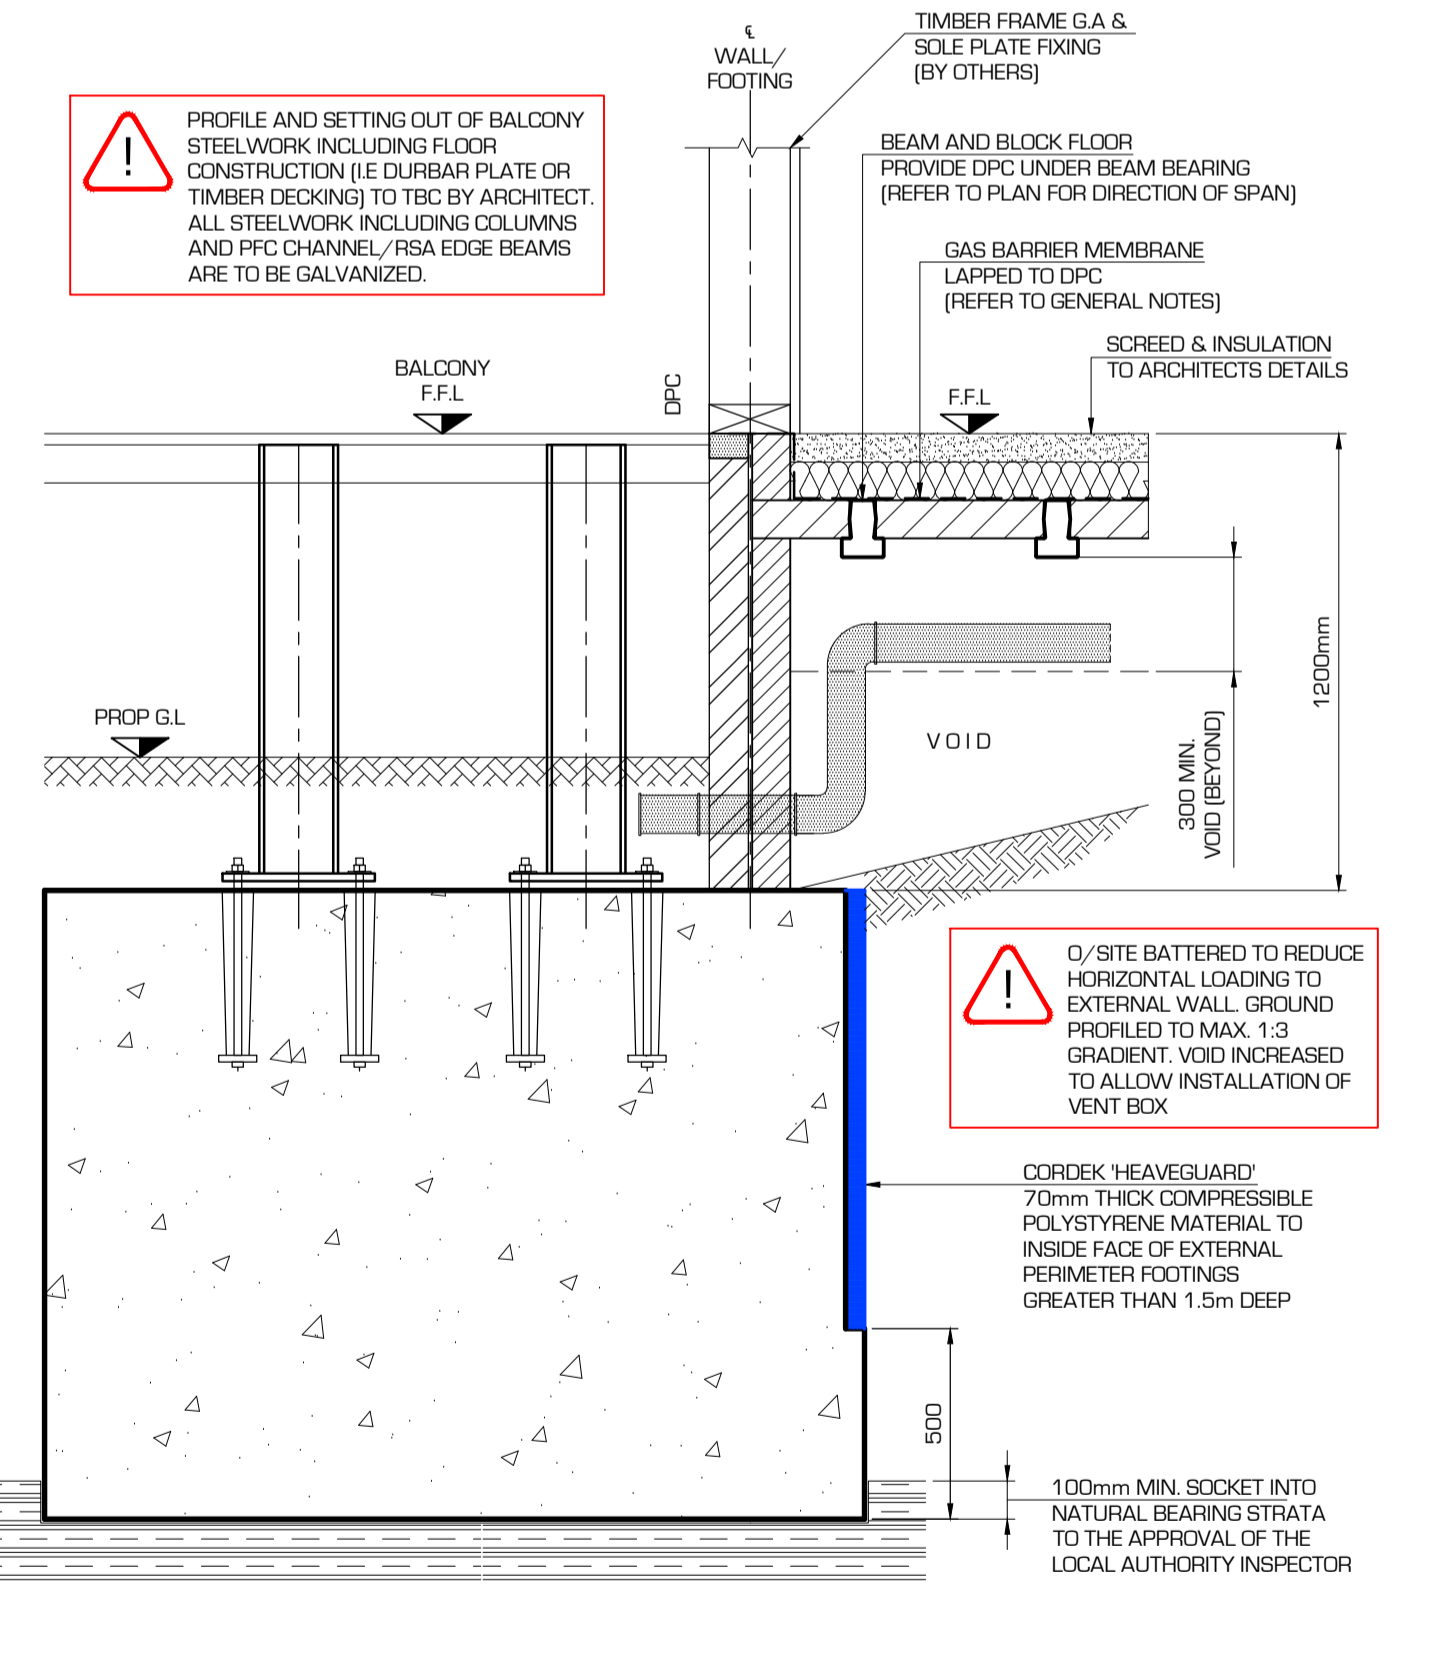 ℄
WALL/
FOOTING
TIMBER FRAME G.A &
SOLE PLATE FIXING
(BY OTHERS)
PROFILE AND SETTING OUT OF BALCONY
STEELWORK INCLUDING FLOOR
CONSTRUCTION (I.E DURBAR PLATE OR
TIMBER DECKING) TO TBC BY ARCHITECT.
ALL STEELWORK INCLUDING COLUMNS
AND PFC CHANNEL/RSA EDGE BEAMS
ARE TO BE GALVANIZED.
!
BEAM AND BLOCK FLOOR
PROVIDE DPC UNDER BEAM BEARING
(REFER TO PLAN FOR DIRECTION OF SPAN)
GAS BARRIER MEMBRANE
LAPPED TO DPC
(REFER TO GENERAL NOTES)
SCREED & INSULATION
TO ARCHITECTS DETAILS
BALCONY
F.F.L
DPC
F.F.L
1200mm
PROP G.L
VOID
300 MIN.
VOID (BEYOND)
!
O/SITE BATTERED TO REDUCE
HORIZONTAL LOADING TO
EXTERNAL WALL. GROUND
PROFILED TO MAX. 1:3
GRADIENT. VOID INCREASED
TO ALLOW INSTALLATION OF
VENT BOX
CORDEK 'HEAVEGUARD'
70mm THICK COMPRESSIBLE
POLYSTYRENE MATERIAL TO
INSIDE FACE OF EXTERNAL
PERIMETER FOOTINGS
GREATER THAN 1.5m DEEP
500
100mm MIN. SOCKET INTO
NATURAL BEARING STRATA
TO THE APPROVAL OF THE
LOCAL AUTHORITY INSPECTOR